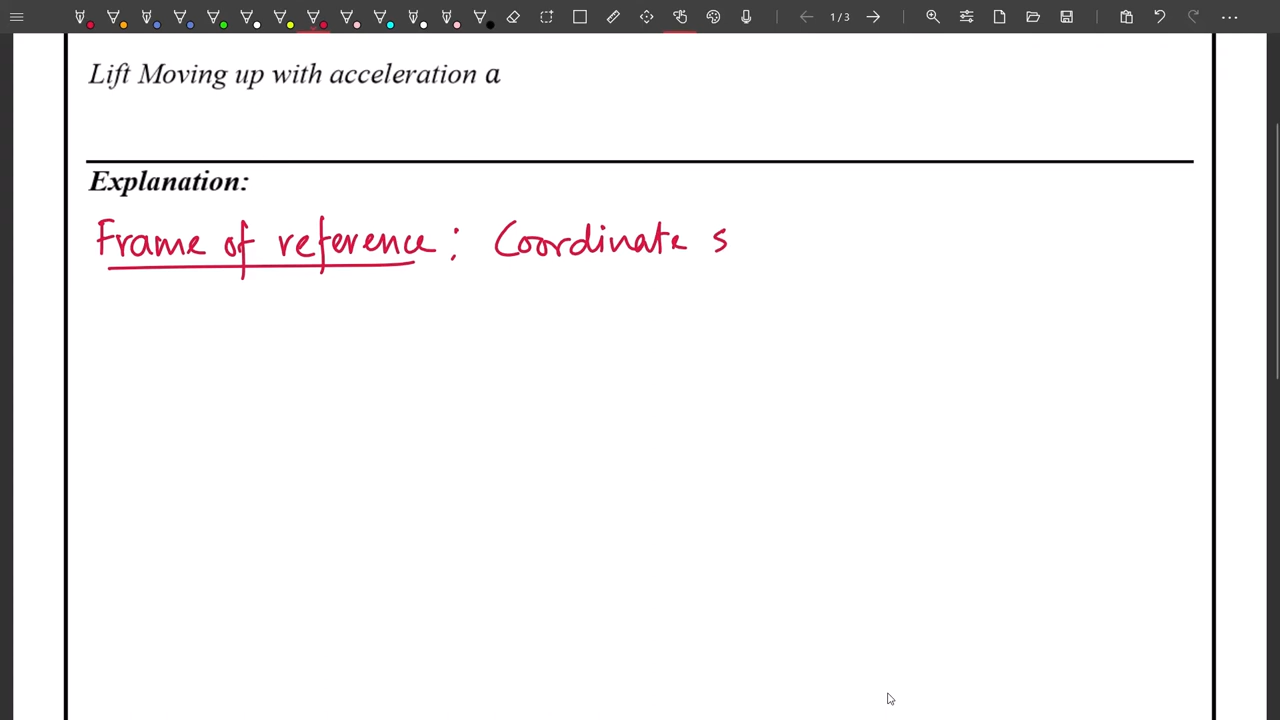 1/3
Lift Moving up with acceleration a
Explanation:
Frame of reference : Coordinate s